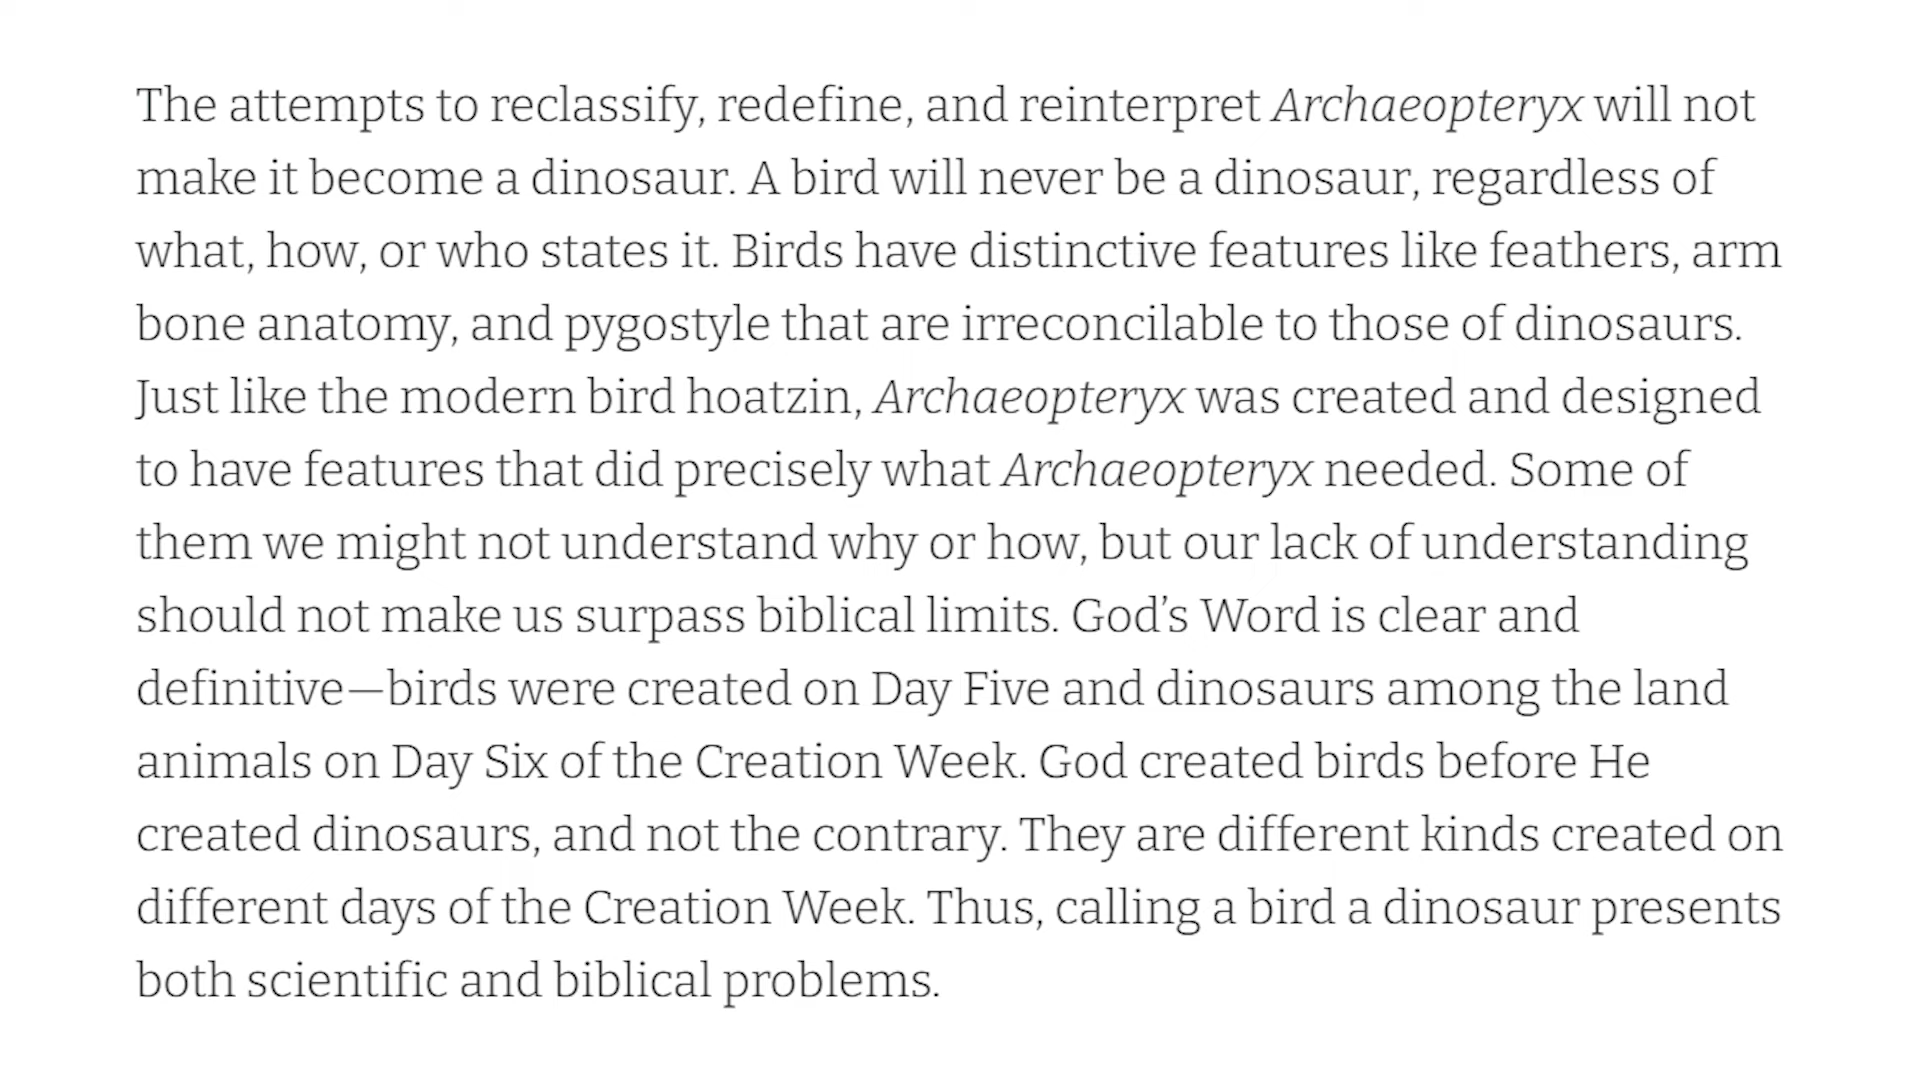 The attempts to reclassify, redefine, and reinterpret Archaeopteryx will not
make it become a dinosaur. A bird will never be a dinosaur, regardless of
what, how, or who states it. Birds have distinctive features like feathers, arm
bone anatomy, and pygostyle that are irreconcilable to those of dinosaurs.
Just like the modern bird hoatzin, Archaeopteryx was created and designed
to have features that did precisely what Archaeopteryx needed. Some of
them we might not understand why or how, but our lack of understanding
should not make us surpass biblical limits. God’s Word is clear and
definitive—birds were created on Day Five and dinosaurs among the land
animals on Day Six of the Creation Week. God created birds before He
created dinosaurs, and not the contrary. They are different kinds created on
different days of the Creation Week. Thus, calling a bird a dinosaur presents
both scientific and biblical problems.